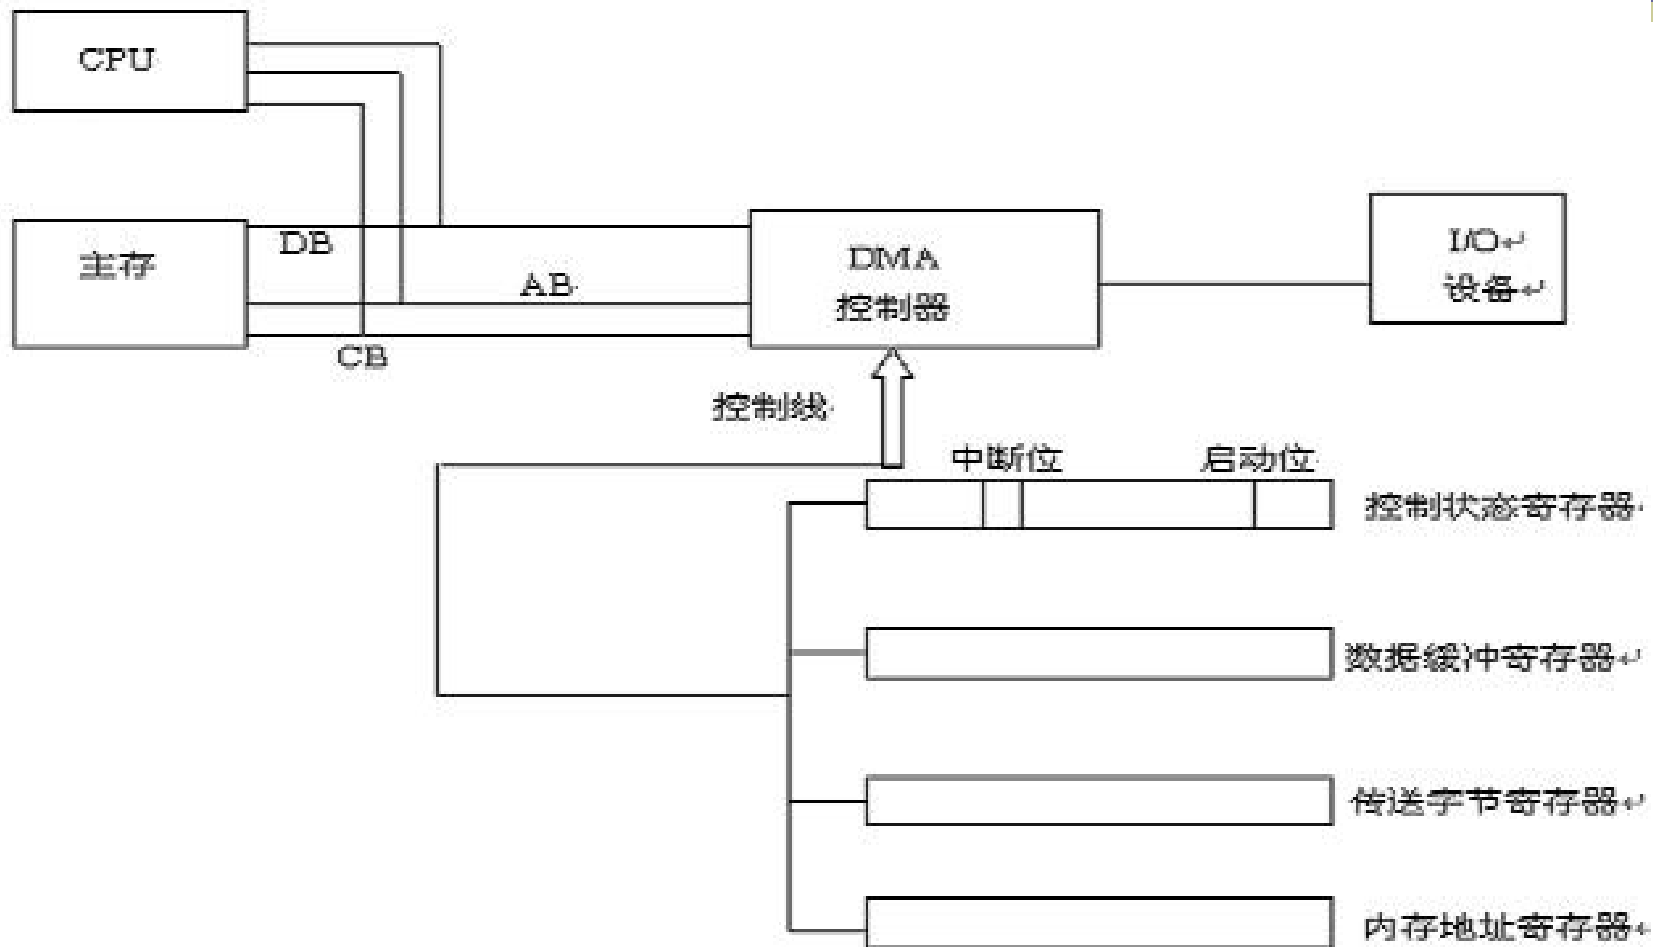 CPU
主存
DB
AB
CB
DMA
控制器
I/O
设备
控制线
中断位
启动位
控制状态寄存器
数据缓冲寄存器
传送字节寄存器
内存地址寄存器